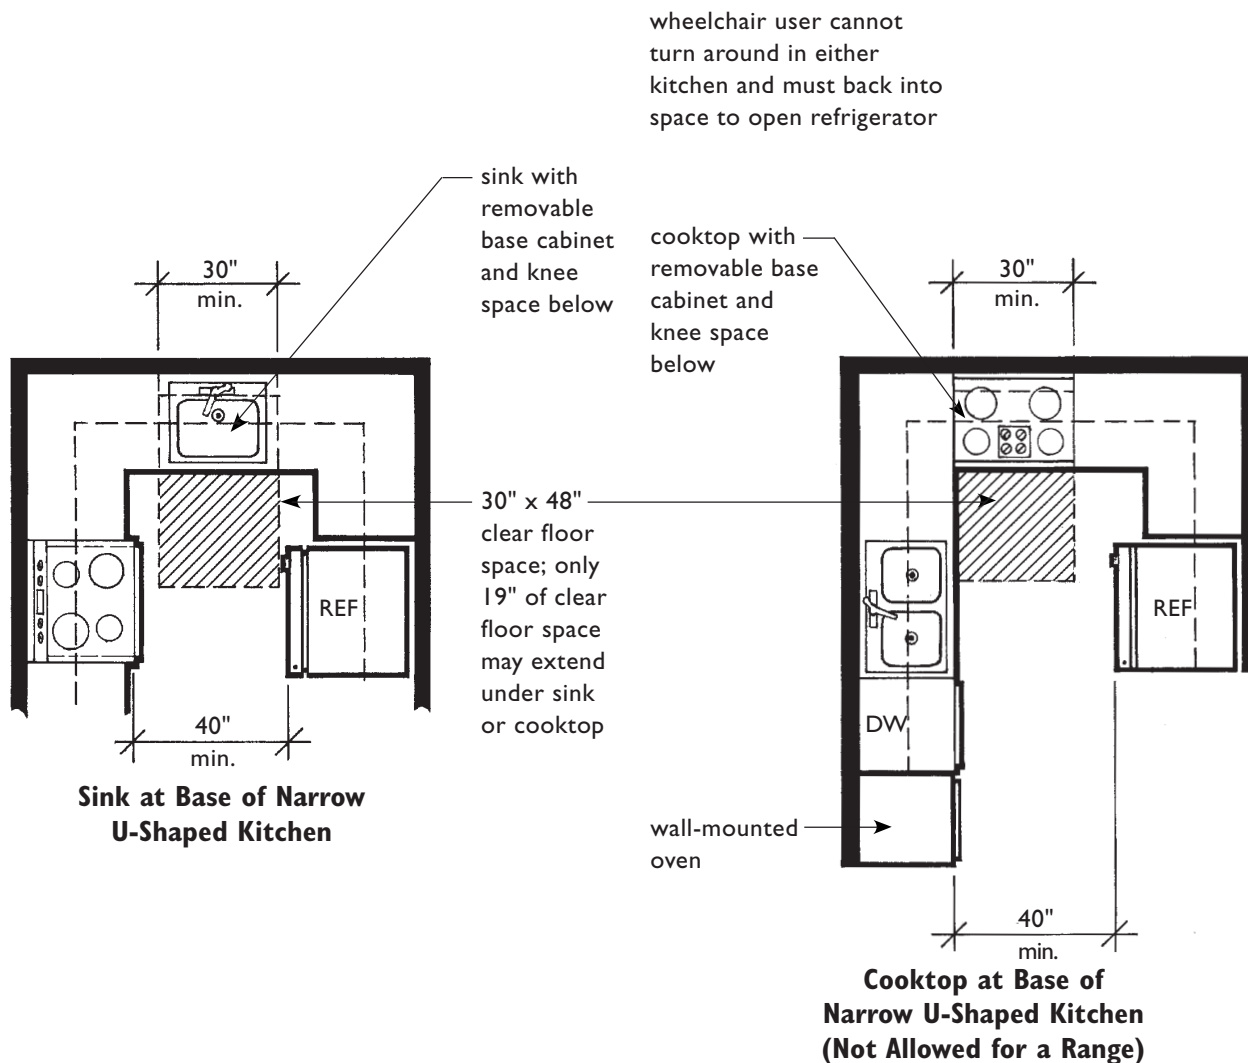 wheelchair user cannot
turn around in either
kitchen and must back into
space to open refrigerator
sink with
removable
base cabinet
and knee
space below
cooktop with
removable base
cabinet and
knee space
below
30"
min.
30"
min.
30" x 48"
clear floor
space; only
19" of clear
floor space
may extend
under sink
or cooktop
REF
REF
DW
40"
min.
Sink at Base of Narrow
U-Shaped Kitchen
wall-mounted
oven
40"
min.
Cooktop at Base of
Narrow U-Shaped Kitchen
(Not Allowed for a Range)